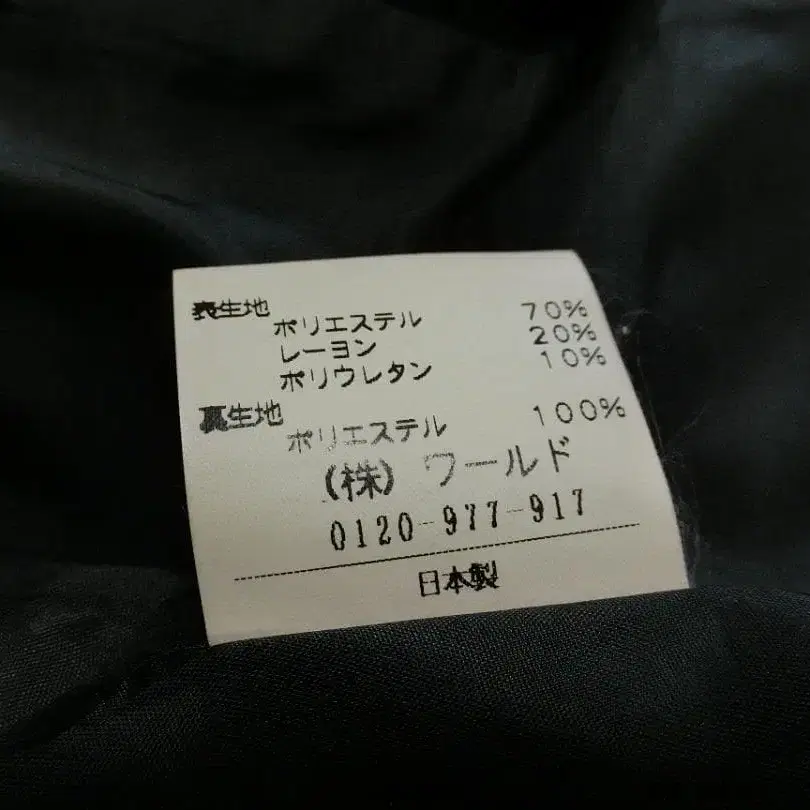 表生地
ポリエステル 70%
レーヨン 20%
ポリウレタン 10%
裏生地
ポリエステル 100%
(株) ワールド
0120-977-917
日本製